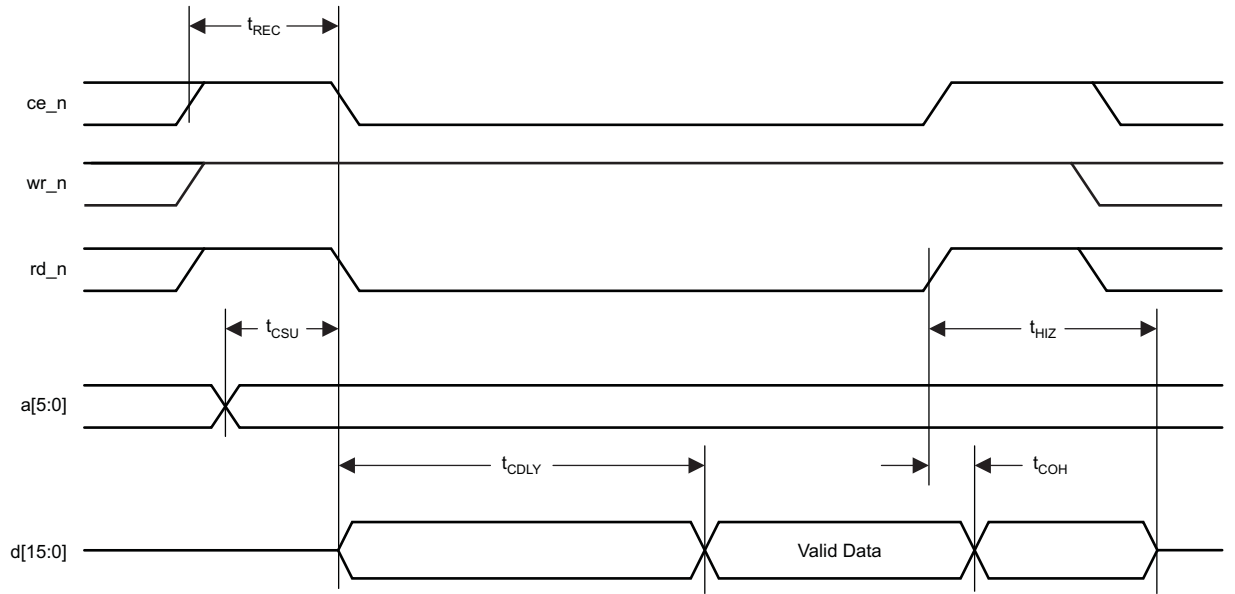 tREC
ce_n
wr_n
rd_n
tCSU
tHIZ
a[5:0]
tCDLY
tCOH
d[15:0]
Valid Data